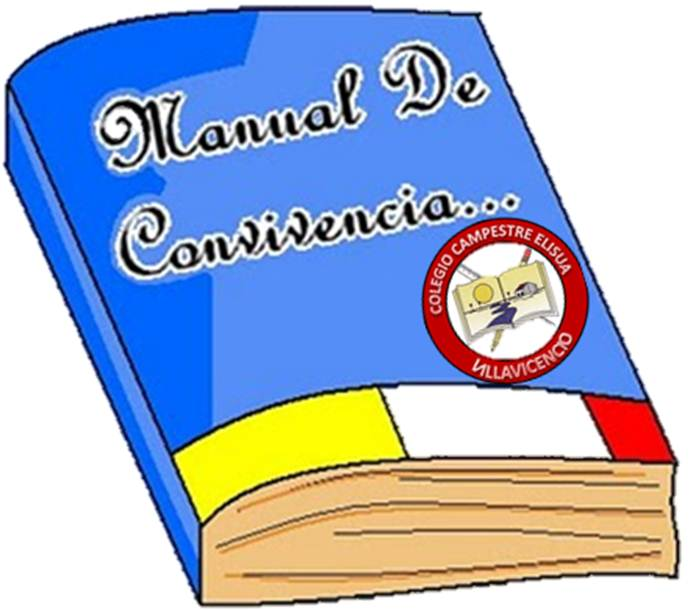 Manual De
Convivencia...
COLEGIO CAMPESTRE ELISUA
VILLAVICENCIO